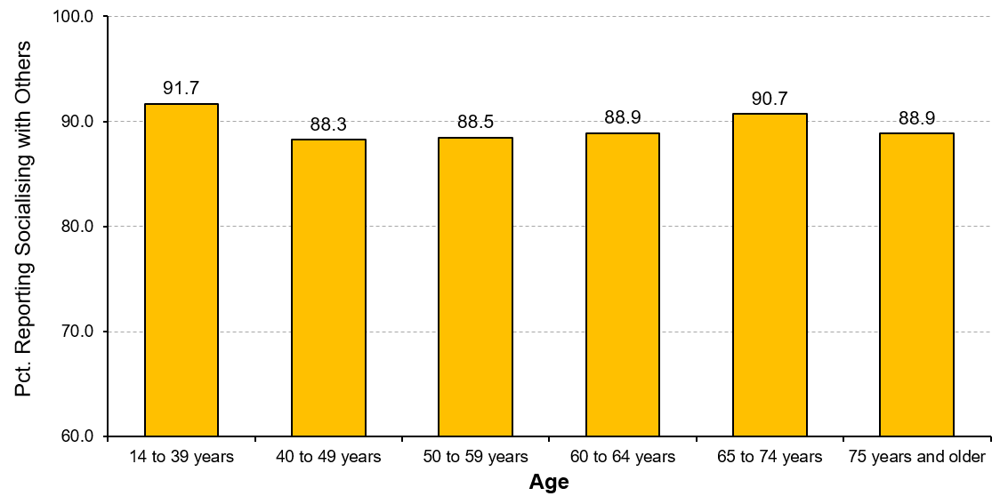 Pct. Reporting Socialising with Others
100.0
90.0
80.0
70.0
60.0
91.7
88.3
88.5
88.9
90.7
88.9
14 to 39 years
40 to 49 years
50 to 59 years
60 to 64 years
65 to 74 years
75 years and older
Age